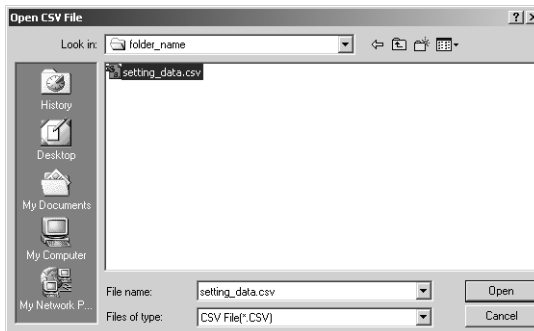 Open CSV File
Look in: folder_name
setting_data.csv
History
Desktop
My Documents
My Computer
My Network P...
File name: setting_data.csv Open
Files of type: CSV File(*.CSV) Cancel